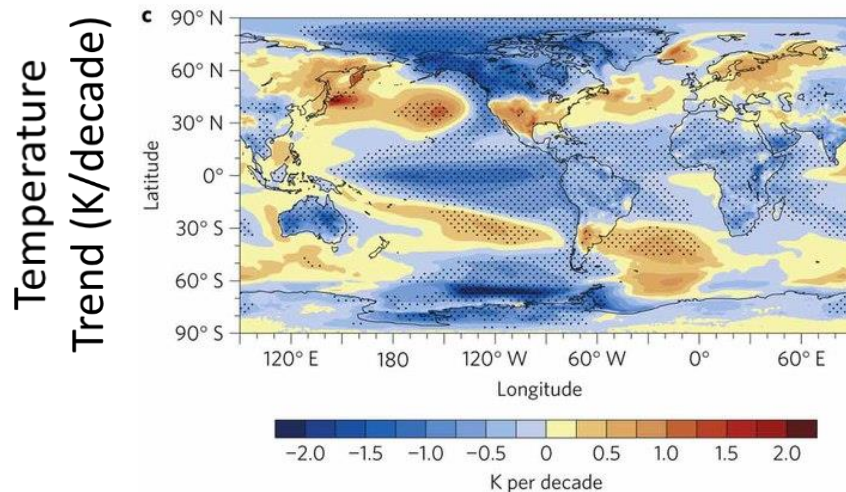 Temperature
Trend (K/decade)
c
Latitude
90° N
60° N
30° N
0°
30° S
60° S
90° S
120° E 180 120° W 60° W 0° 60° E
Longitude
−2.0 −1.5 −1.0 −0.5 0 0.5 1.0 1.5 2.0
K per decade